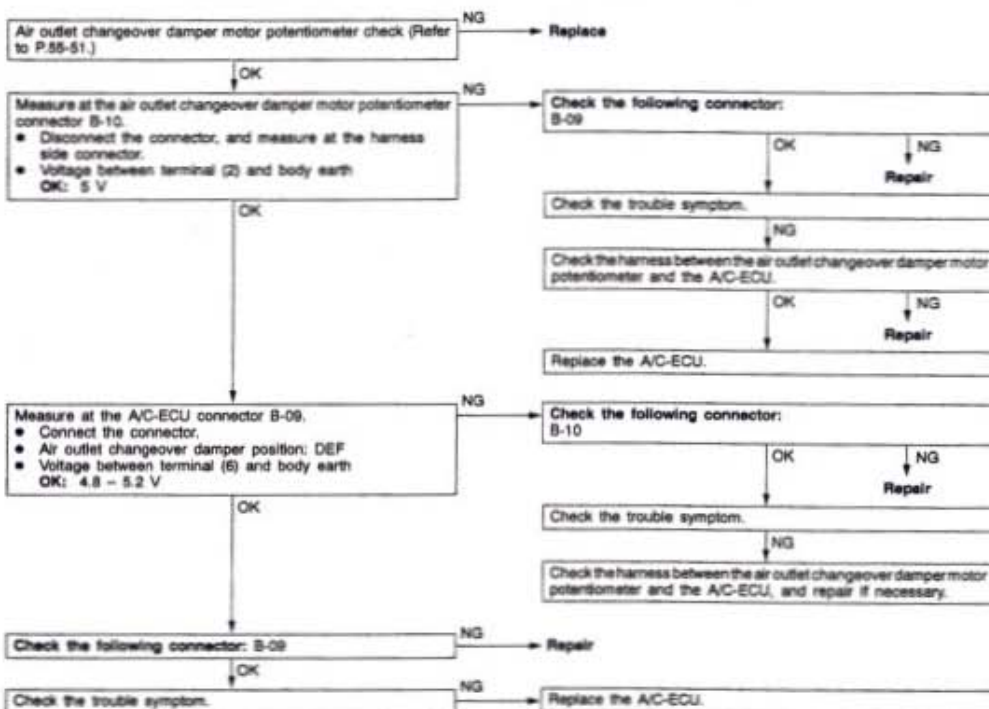 Air outlet changeover damper motor potentiometer check (Refer
to P.55-51.)
NG
Replace
OK
Measure at the air outlet changeover damper motor potentiometer
connector B-10.
● Disconnect the connector, and measure at the harness
side connector.
● Voltage between terminal (2) and body earth
OK: 5 V
NG
Check the following connector:
B-09
OK
NG
Repair
Check the trouble symptom.
NG
Check the harness between the air outlet changeover damper motor
potentiometer and the A/C-ECU.
OK
NG
Repair
Replace the A/C-ECU.
OK
Measure at the A/C-ECU connector B-09.
● Connect the connector.
● Air outlet changeover damper position: DEF
● Voltage between terminal (6) and body earth
OK: 4.8 – 5.2 V
NG
Check the following connector:
B-10
OK
NG
Repair
Check the trouble symptom.
NG
Check the harness between the air outlet changeover damper motor
potentiometer and the A/C-ECU, and repair if necessary.
OK
Check the following connector: B-09
NG
Repair
OK
Check the trouble symptom.
NG
Replace the A/C-ECU.